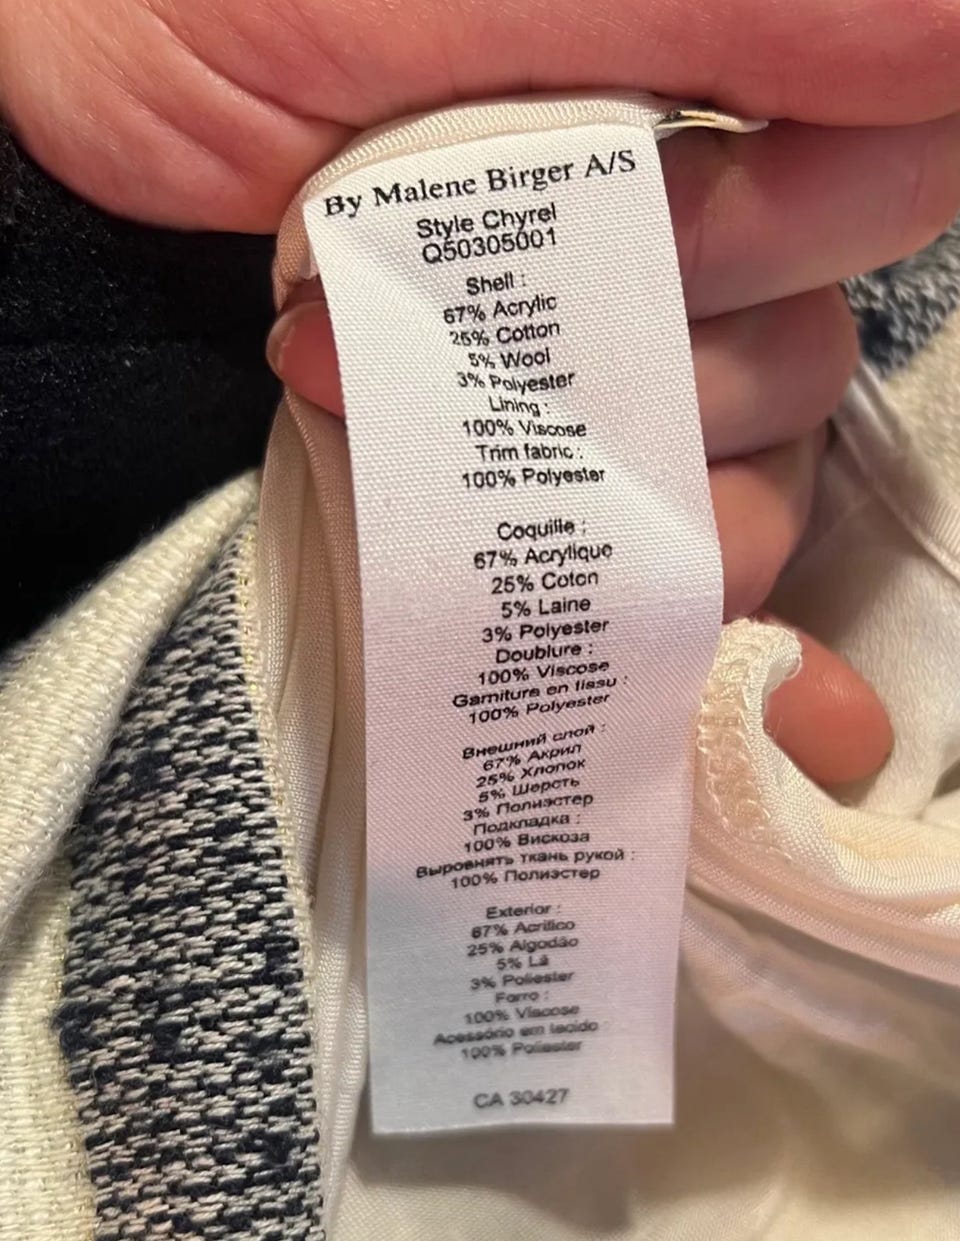 By Malene Birger A/S
Style Chyrel
Q50305001
Shell :
67% Acrylic
25% Cotton
5% Wool
3% Polyester
Lining :
100% Viscose
Trim fabric :
100% Polyester
Coquille :
67% Acrylique
25% Coton
5% Laine
3% Polyester
Doublure :
100% Viscose
Garniture en tissu :
100% Polyester
Внешний слой :
67% Акрил
25% Хлопок
5% Шерсть
3% Полиэстер
Подкладка :
100% Вискоза
Выровнять ткань рукой :
100% Полиэстер
Exterior :
67% Acrílico
25% Algodão
5% Lã
3% Poliester
Forro :
100% Viscose
Acessório em tecido :
100% Poliester
CA 30427